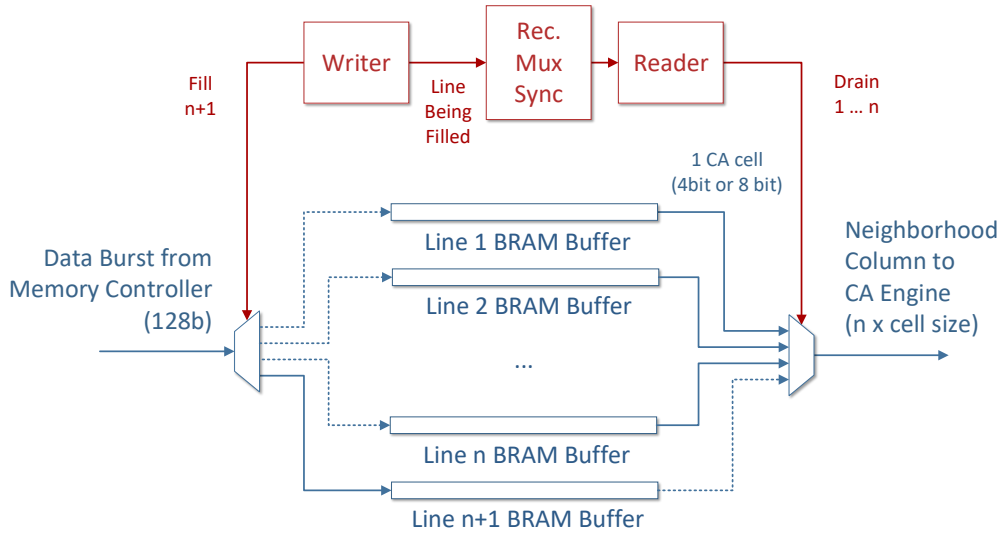 Writer
Rec.
Mux
Sync
Reader
Fill
n+1
Line
Being
Filled
Drain
1 ... n
1 CA cell
(4bit or 8 bit)
Data Burst from
Memory Controller
(128b)
Line 1 BRAM Buffer
Line 2 BRAM Buffer
...
Line n BRAM Buffer
Line n+1 BRAM Buffer
Neighborhood
Column to
CA Engine
(n x cell size)